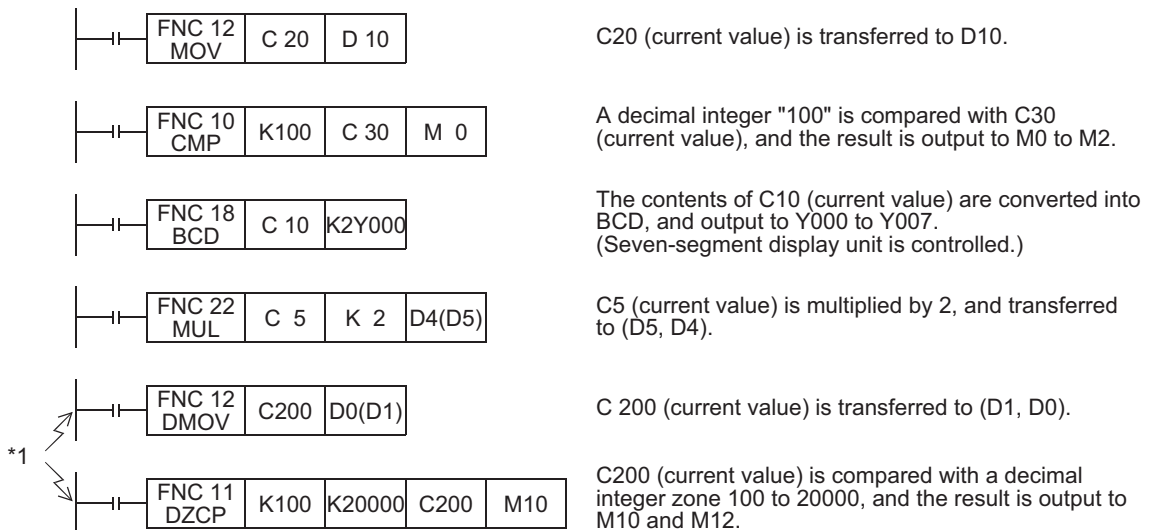 FNC 12
MOV
C 20
D 10
C20 (current value) is transferred to D10.
FNC 10
CMP
K100
C 30
M 0
A decimal integer "100" is compared with C30
(current value), and the result is output to M0 to M2.
FNC 18
BCD
C 10
K2Y000
The contents of C10 (current value) are converted into
BCD, and output to Y000 to Y007.
(Seven-segment display unit is controlled.)
FNC 22
MUL
C 5
K 2
D4(D5)
C5 (current value) is multiplied by 2, and transferred
to (D5, D4).
FNC 12
DMOV
C200
D0(D1)
C 200 (current value) is transferred to (D1, D0).
*1
FNC 11
DZCP
K100
K20000
C200
M10
C200 (current value) is compared with a decimal
integer zone 100 to 20000, and the result is output to
M10 and M12.